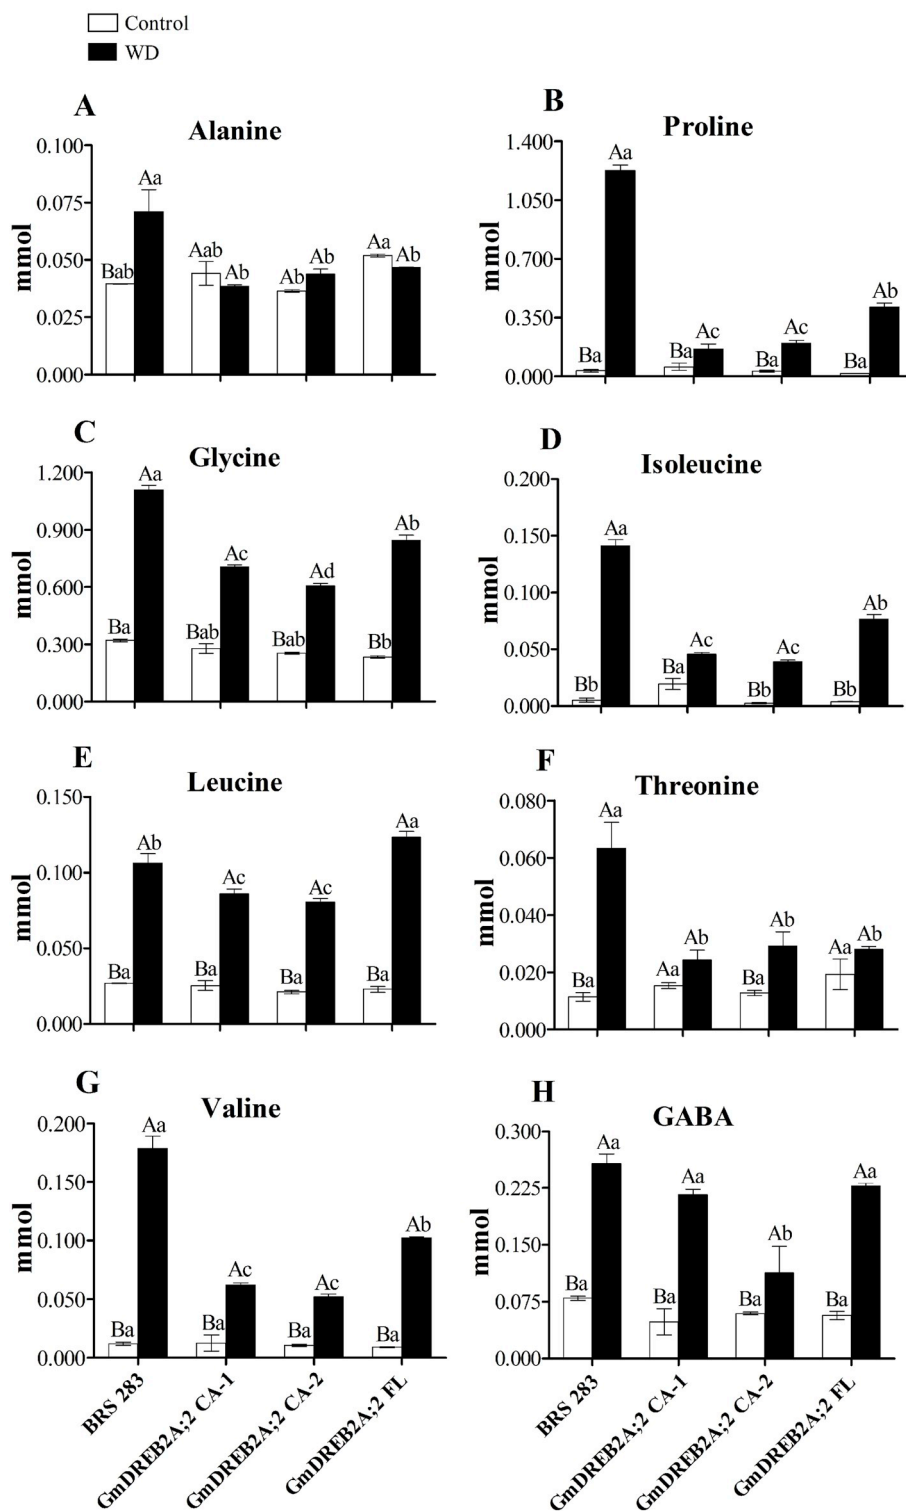 Control
WD
A
Alanine
0.100
0.075
0.050
0.025
0.000
mmol
Bab Aa Aab Ab Ab Ab Aa Ab
B
Proline
1.400
1.050
0.700
0.350
0.000
mmol
Ba Aa Ba Ac Ba Ac Ba Ab
C
Glycine
1.200
0.900
0.600
0.300
0.000
mmol
Ba Aa Bab Ac Bab Ad Bb Ab
D
Isoleucine
0.200
0.150
0.100
0.050
0.000
mmol
Bb Aa Ba Ac Bb Ac Bb Ab
E
Leucine
0.150
0.100
0.050
0.000
mmol
Ba Ab Ba Ac Ba Ac Ba Aa
F
Threonine
0.080
0.060
0.040
0.020
0.000
mmol
Ba Aa Aa Ab Ba Ab Aa Ab
G
Valine
0.200
0.150
0.100
0.050
0.000
mmol
Ba Aa Ba Ac Ba Ac Ba Ab
BRS 283
GmDREB2A;2 CA-1
GmDREB2A;2 CA-2
GmDREB2A;2 FL
H
GABA
0.300
0.225
0.150
0.075
0.000
mmol
Ba Aa Ba Aa Ba Ab Ba Aa
BRS 283
GmDREB2A;2 CA-1
GmDREB2A;2 CA-2
GmDREB2A;2 FL